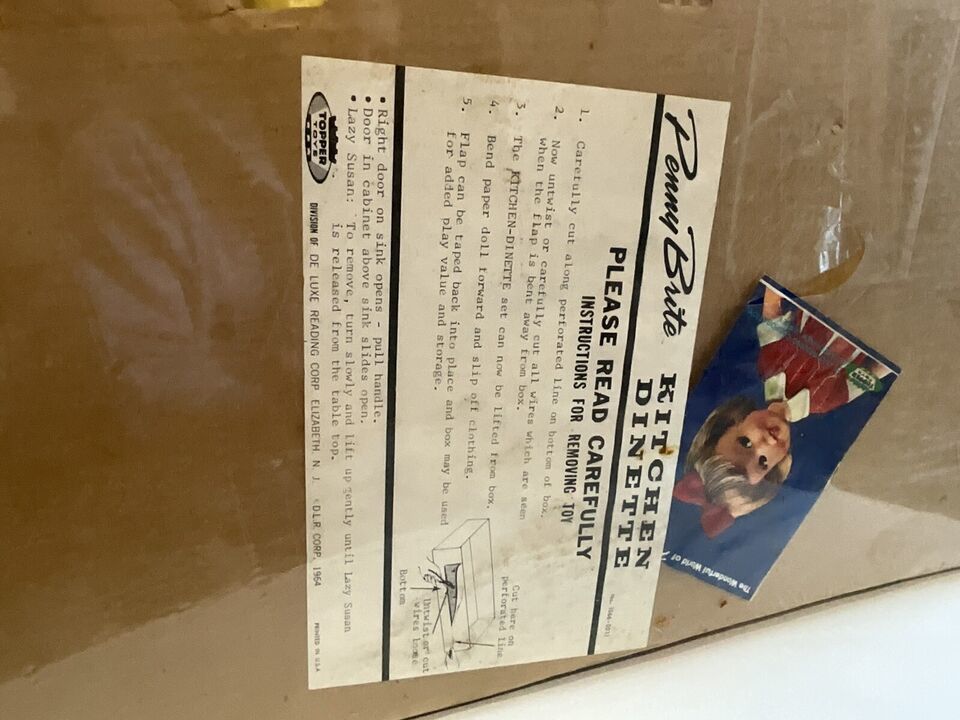 Penny Brite KITCHEN
DINETTE
PLEASE READ CAREFULLY
INSTRUCTIONS FOR REMOVING TOY
1. Carefully cut along perforated line on bottom of box.
2. Now untwist or carefully cut all wires which are seen
when the flap is bent away from box.
3. The KITCHEN-DINETTE set can now be lifted from box.
4. Bend paper doll forward and slip off clothing.
5. Flap can be taped back into place and box may be used
for added play value and storage.
Cut here on
perforated line
Untwist or cut
wires loose
Bottom
• Right door on sink opens - pull handle.
• Door in cabinet above sink slides open.
• Lazy Susan: To remove, turn slowly and lift up gently until Lazy Susan
is released from the table top.
TOPPER
TOYS
DIVISION OF DE LUXE READING CORP. ELIZABETH, N. J. ©D.L.R. CORP. 1964 PRINTED IN U.S.A.
The Wonderful World of